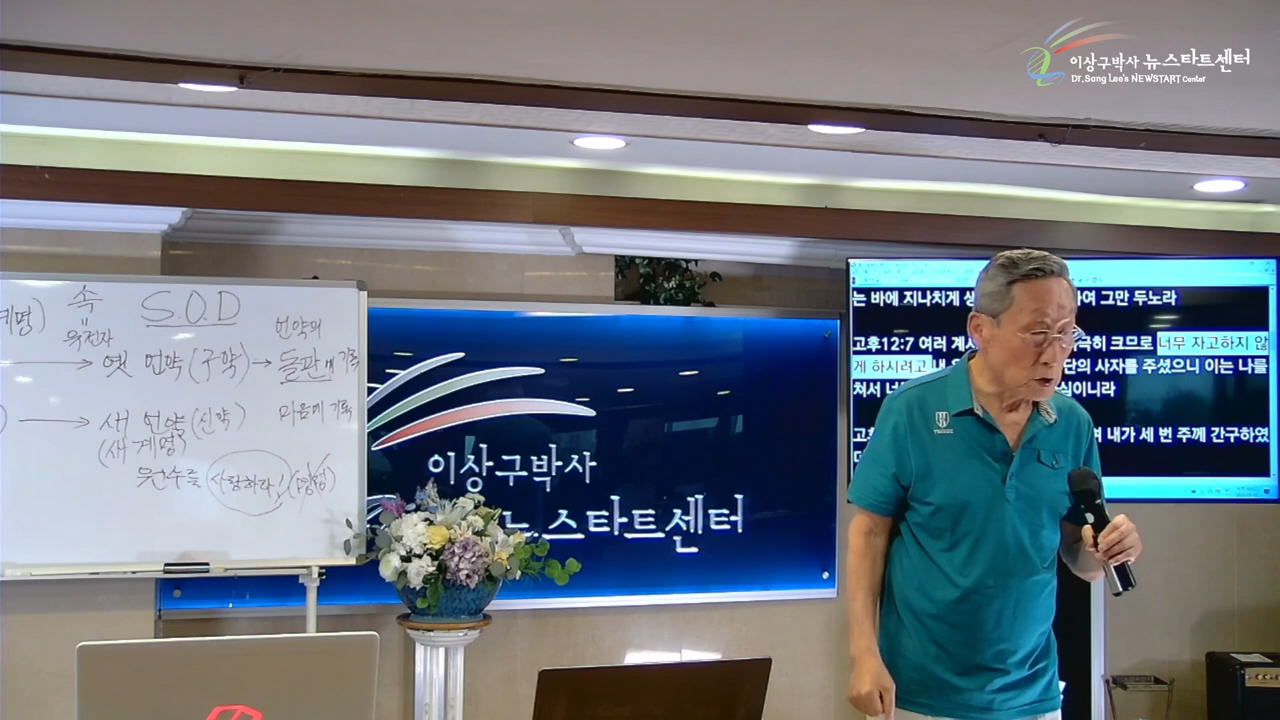 이상구박사 뉴스타트센터
Dr.Sang Lee's NEWSTART Center
계명)
속 S.O.D
"
유전자
언약의
→ 옛 언약(구약)→ 돌판에 기록
→ 새 언약(신약) 마음에 기록
(새 계명)
원수를 사랑하라!
는 바에 지나치게 여 그만 두노라
고후12:7 여러 계 극히 크므로 너무 자고하지 않
게 하시려고 내 단의 사자를 주셨으니 이는 나를
쳐서 심이니라
여 내가 세 번 주께 간구하였
이상구박사
뉴스타트센터